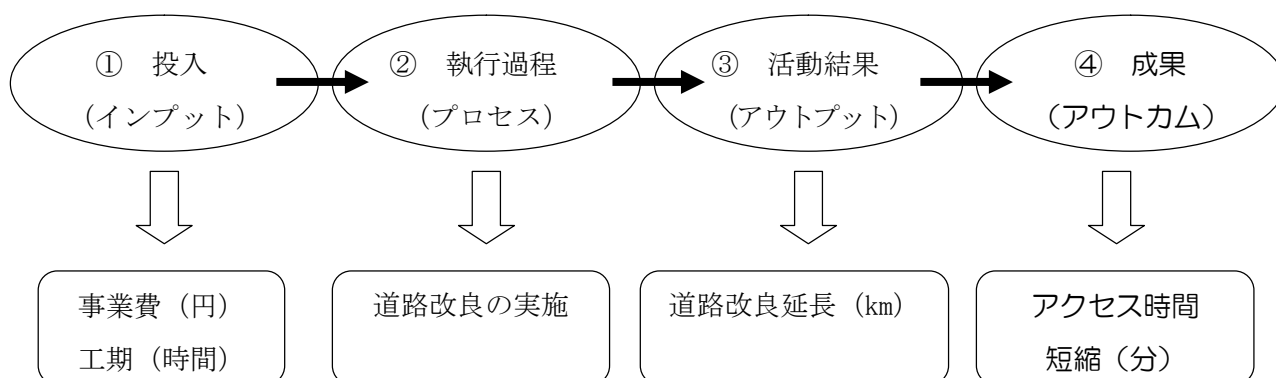 ① 投入
(インプット)
② 執行過程
(プロセス)
③ 活動結果
(アウトプット)
④ 成果
(アウトカム)
事業費 (円)
工期 (時間)
道路改良の実施
道路改良延長 (km)
アクセス時間
短縮 (分)